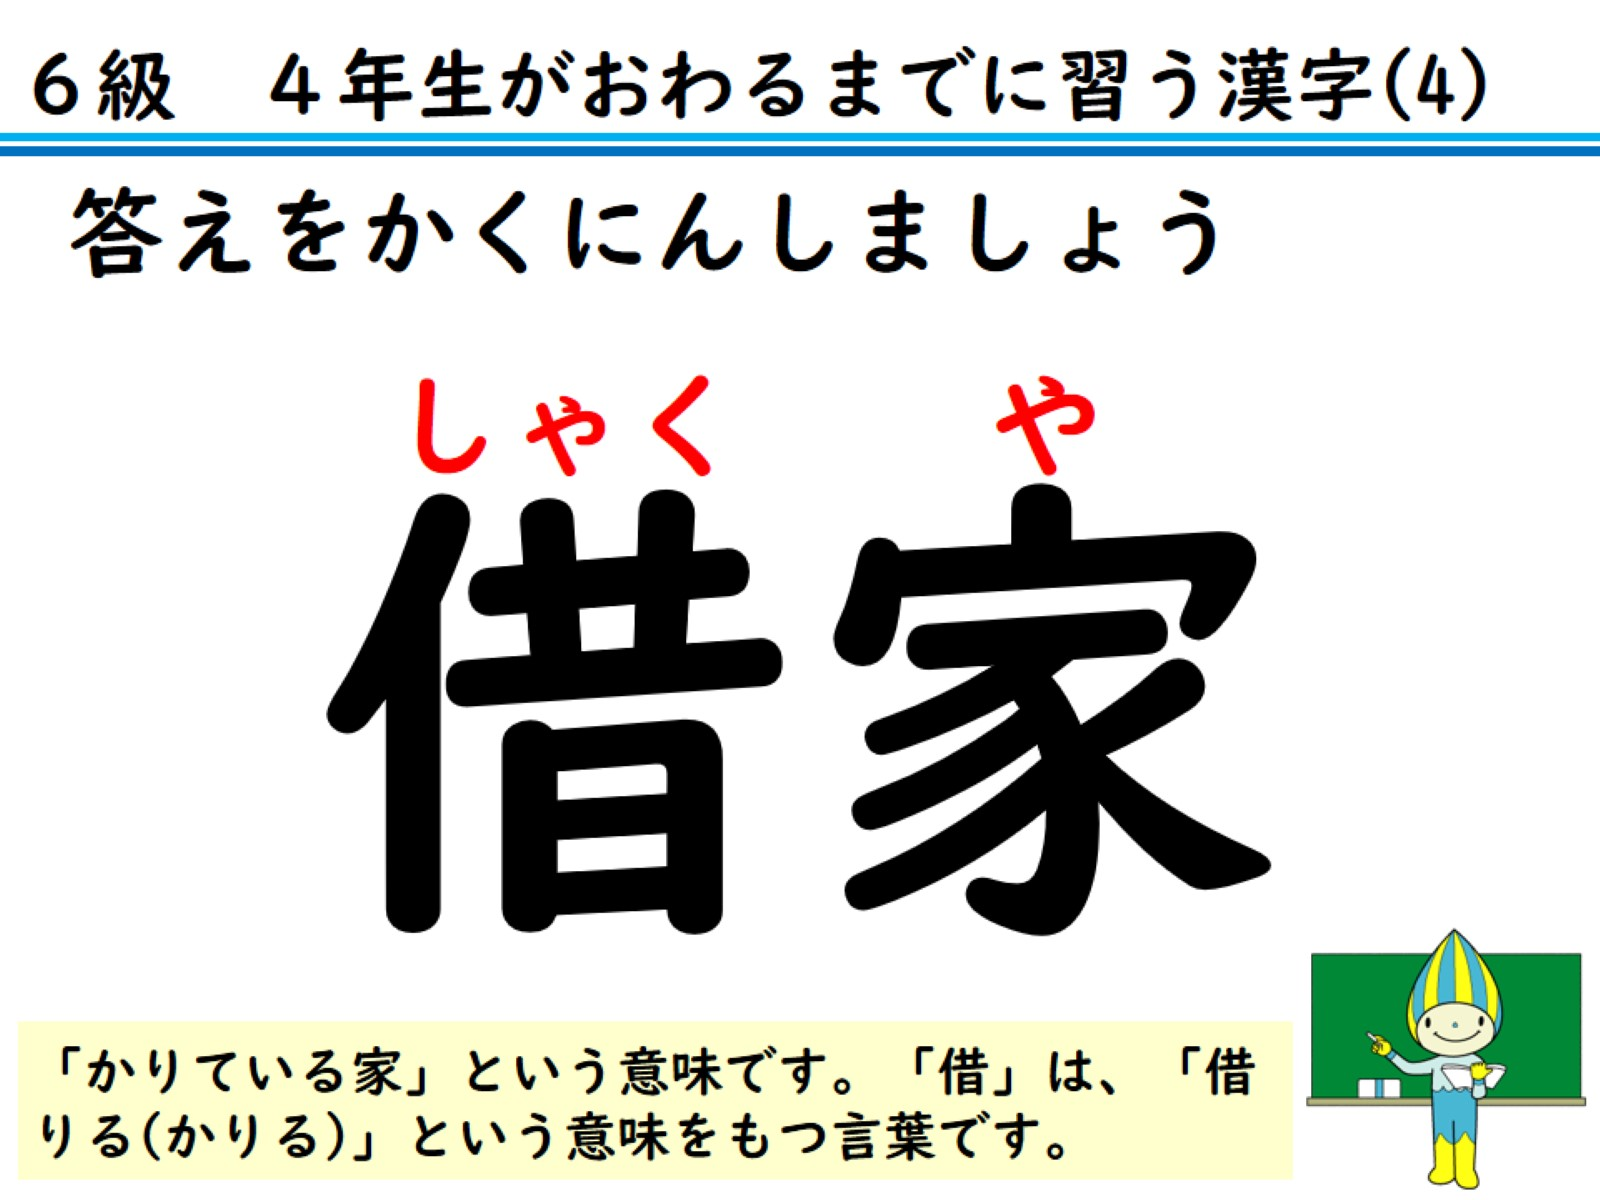 ６級　４年生がおわるまでに習う漢字(4)
答えをかくにんしましょう
しゃく　や
借家
「かりている家」という意味です。「借」は、「借
りる(かりる)」という意味をもつ言葉です。